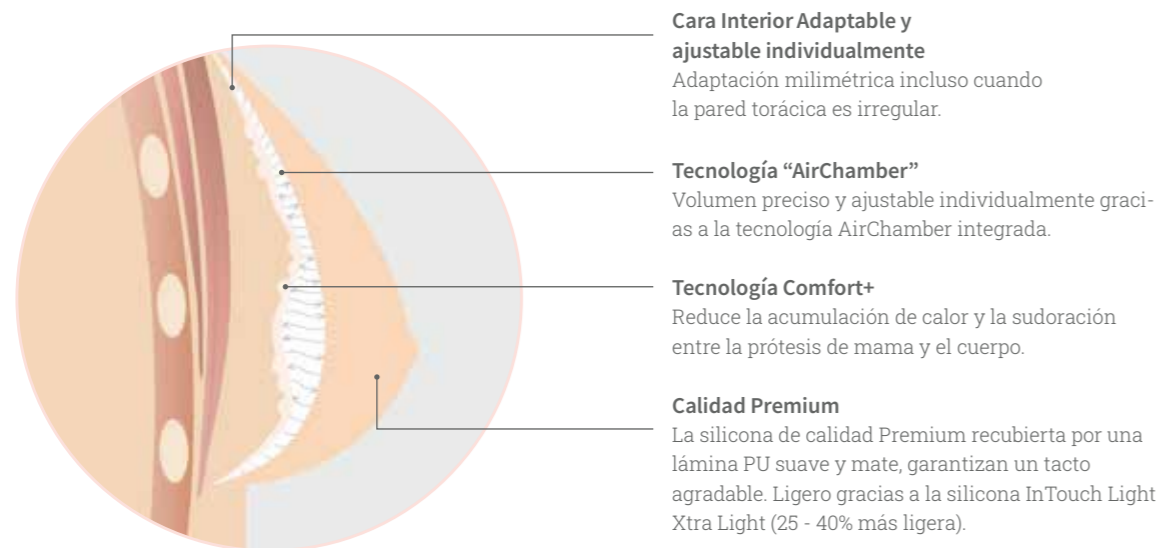 Cara Interior Adaptable y
ajustable individualmente
Adaptación milimétrica incluso cuando
la pared torácica es irregular.
Tecnología “AirChamber”
Volumen preciso y ajustable individualmente graci-
as a la tecnología AirChamber integrada.
Tecnología Comfort+
Reduce la acumulación de calor y la sudoración
entre la prótesis de mama y el cuerpo.
Calidad Premium
La silicona de calidad Premium recubierta por una
lámina PU suave y mate, garantizan un tacto
agradable. Ligero gracias a la silicona InTouch Light
Xtra Light (25 - 40% más ligera).